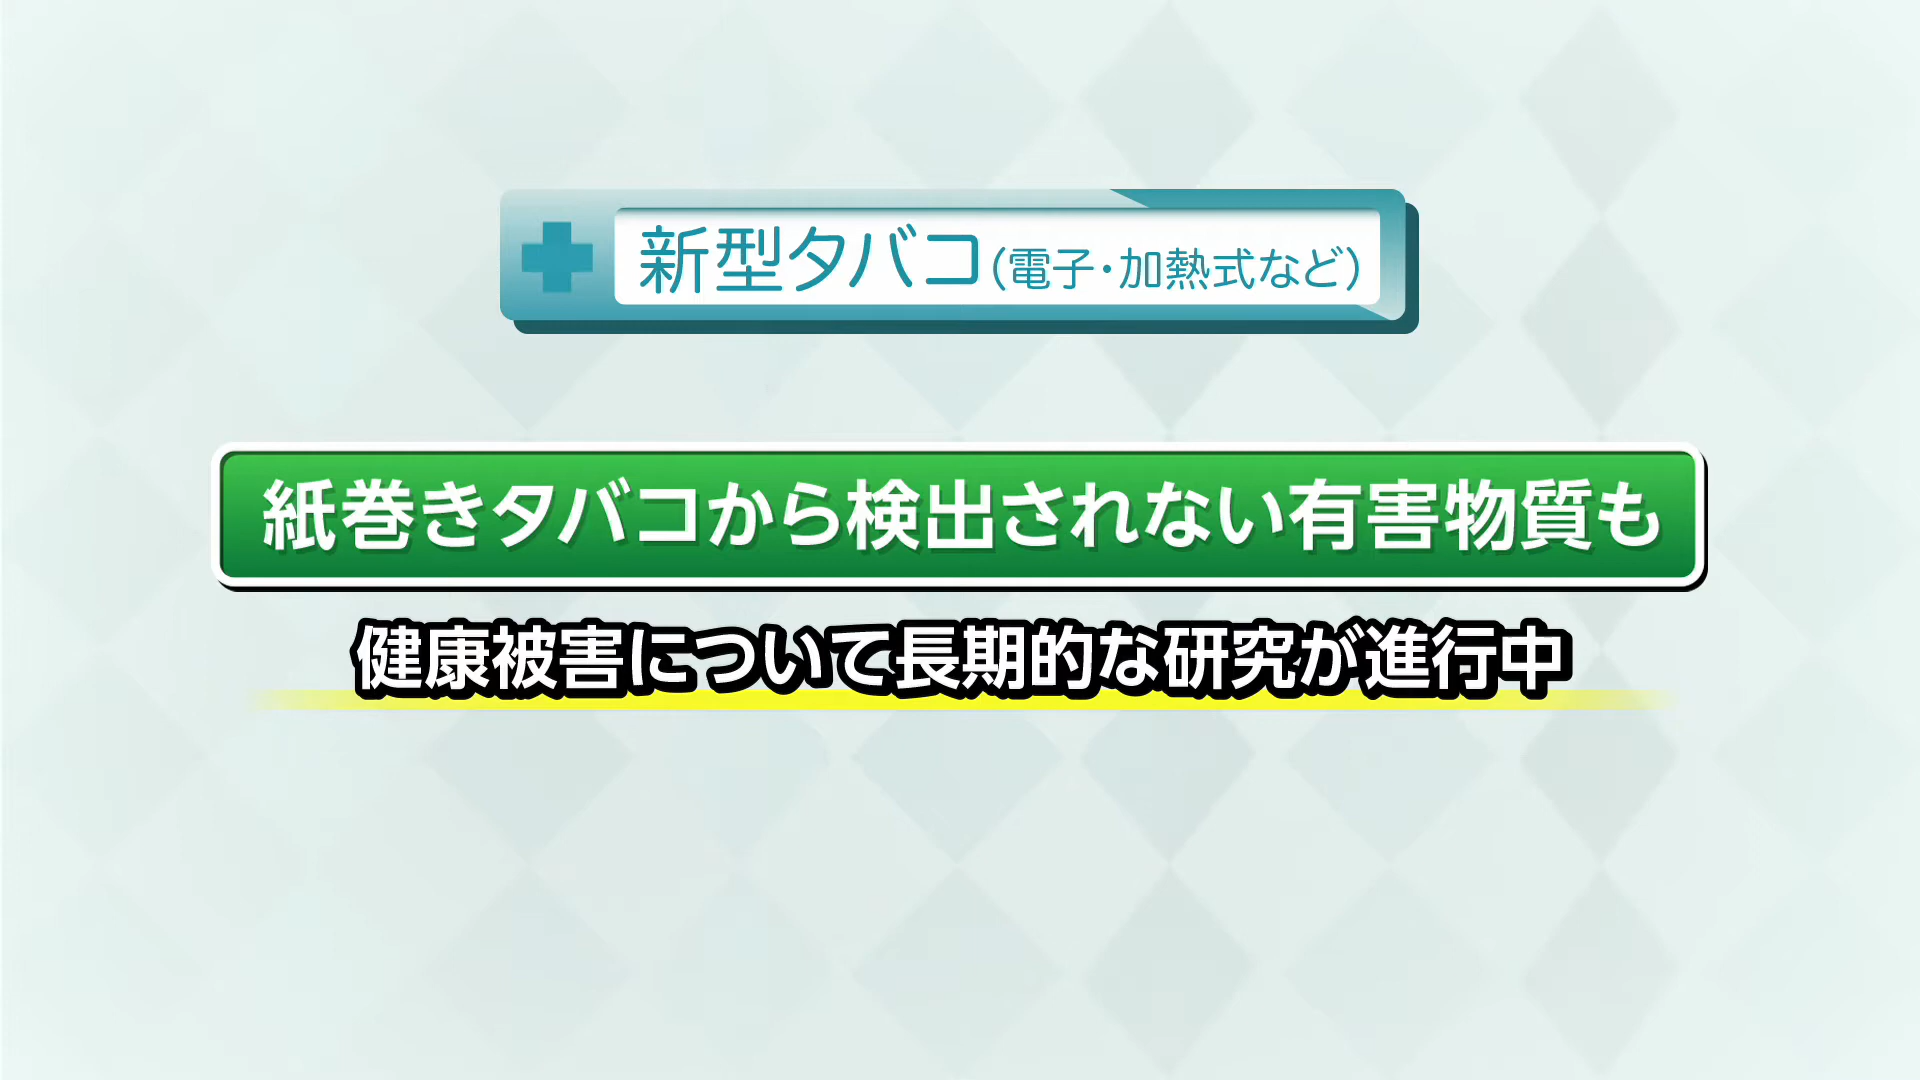 新型タバコ(電子・加熱式など)
紙巻きタバコから検出されない有害物質も
健康被害について長期的な研究が進行中